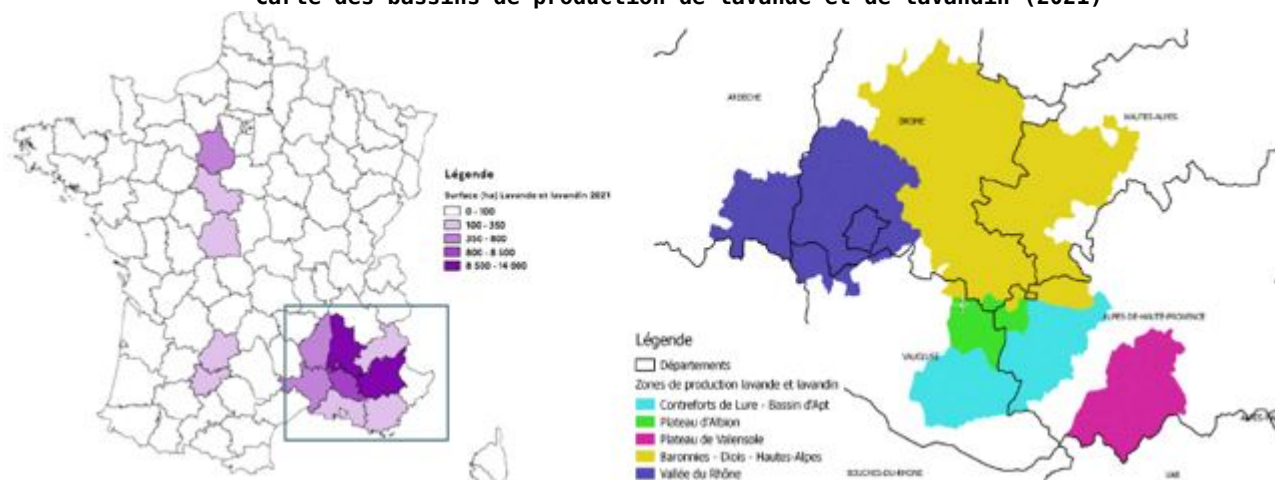 Carte des bassins de production de lavande et de lavandin (2021)
Légende
Surface (ha) Lavande et lavandin 2021
0 - 100
100 - 350
350 - 800
800 - 8 500
8 500 - 14 000
ARDECHE
DROME
HAUTES-ALPES
ALPES-DE-HAUTE-PROVENCE
VAUCLUSE
BOUCHES-DU-RHONE
VAR
Légende
Départements
Zones de production lavande et lavandin
Contreforts de Lure - Bassin d'Apt
Plateau d'Albion
Plateau de Valensole
Baronnies - Diois - Hautes-Alpes
Vallée du Rhône